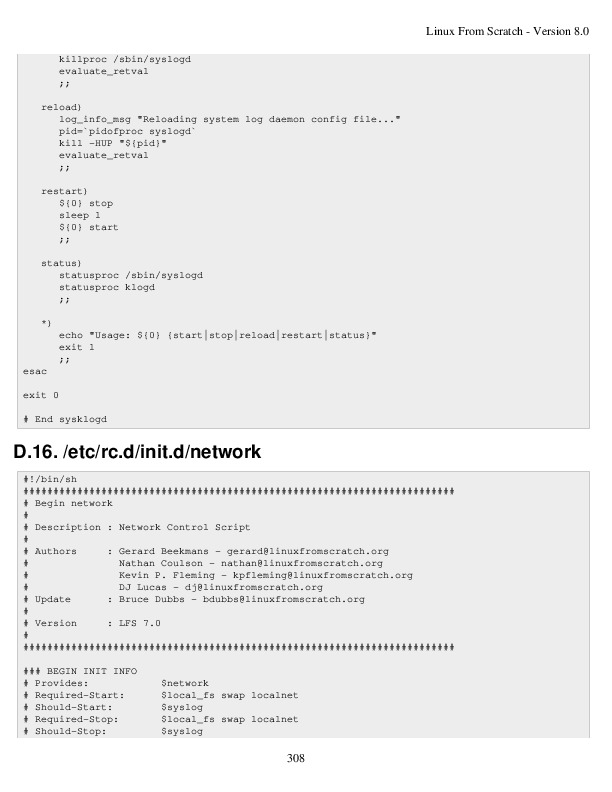 Linux From Scratch - Version 8.0
      killproc /sbin/syslogd
      evaluate_retval
      ;;

   reload)
      log_info_msg "Reloading system log daemon config file..."
      pid=`pidofproc syslogd`
      kill -HUP "${pid}"
      evaluate_retval
      ;;

   restart)
      ${0} stop
      sleep 1
      ${0} start
      ;;

   status)
      statusproc /sbin/syslogd
      statusproc klogd
      ;;

   *)
      echo "Usage: ${0} {start|stop|reload|restart|status}"
      exit 1
      ;;
esac

exit 0

# End sysklogd
D.16. /etc/rc.d/init.d/network
#!/bin/sh
########################################################################
# Begin network
#
# Description : Network Control Script
#
# Authors     : Gerard Beekmans - gerard@linuxfromscratch.org
#               Nathan Coulson - nathan@linuxfromscratch.org
#               Kevin P. Fleming - kpfleming@linuxfromscratch.org
#               DJ Lucas - dj@linuxfromscratch.org
# Update      : Bruce Dubbs - bdubbs@linuxfromscratch.org
#
# Version     : LFS 7.0
#
########################################################################

### BEGIN INIT INFO
# Provides:            $network
# Required-Start:      $local_fs swap localnet
# Should-Start:        $syslog
# Required-Stop:       $local_fs swap localnet
# Should-Stop:         $syslog
308